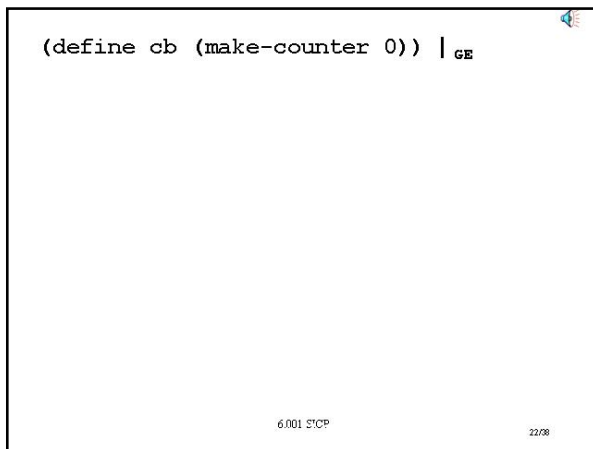 (define cb (make-counter 0)) | GE
6.001 SICP
22/38